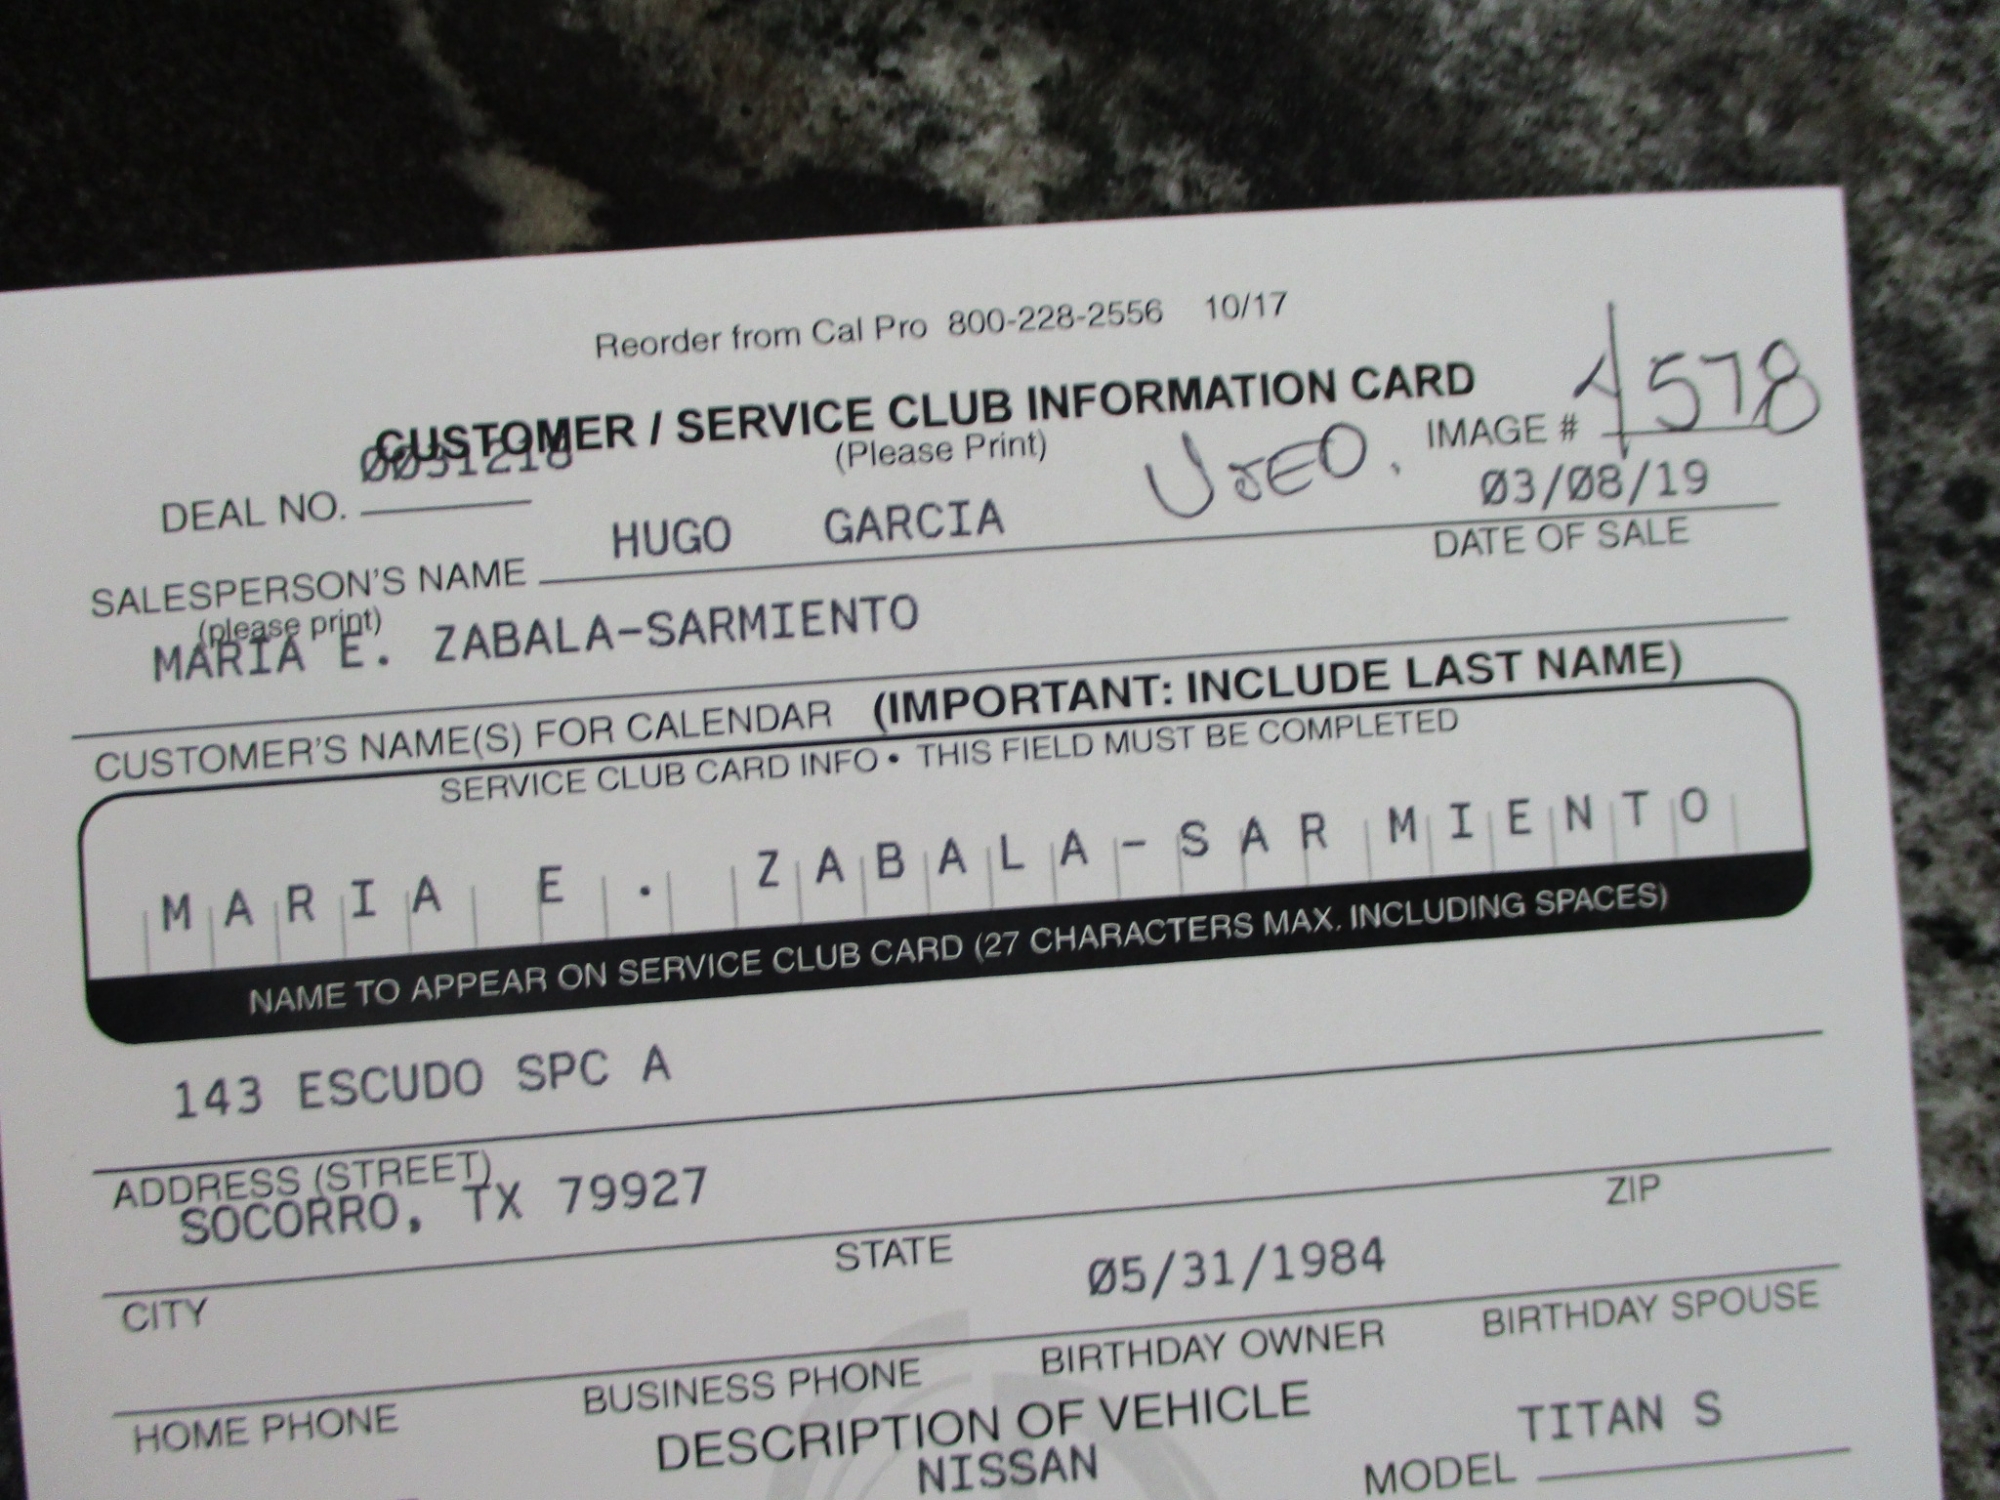 Reorder from Cal Pro 800-228-2556 10/17
CUSTOMER / SERVICE CLUB INFORMATION CARD
(Please Print)
USED.
IMAGE # 4578
DEAL NO. 0031218
03/08/19
DATE OF SALE
SALESPERSON'S NAME HUGO GARCIA
(please print)
MARIA E. ZABALA-SARMIENTO
CUSTOMER'S NAME(S) FOR CALENDAR (IMPORTANT: INCLUDE LAST NAME)
SERVICE CLUB CARD INFO • THIS FIELD MUST BE COMPLETED
MARIA E. ZABALA-SARMIENTO
NAME TO APPEAR ON SERVICE CLUB CARD (27 CHARACTERS MAX. INCLUDING SPACES)
143 ESCUDO SPC A
ADDRESS (STREET)
SOCORRO, TX 79927
CITY STATE ZIP
05/31/1984
HOME PHONE BUSINESS PHONE BIRTHDAY OWNER BIRTHDAY SPOUSE
DESCRIPTION OF VEHICLE
NISSAN
MODEL TITAN S